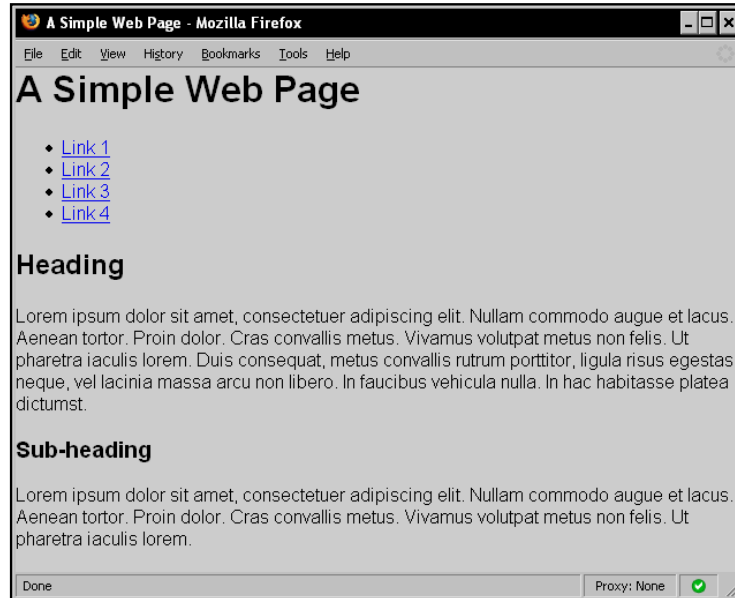 A Simple Web Page - Mozilla Firefox
File Edit View History Bookmarks Tools Help
A Simple Web Page
Link 1
Link 2
Link 3
Link 4
Heading
Lorem ipsum dolor sit amet, consectetuer adipiscing elit. Nullam commodo augue et lacus.
Aenean tortor. Proin dolor. Cras convallis metus. Vivamus volutpat metus non felis. Ut
pharetra iaculis lorem. Duis consequat, metus convallis rutrum porttitor, ligula risus egestas
neque, vel lacinia massa arcu non libero. In faucibus vehicula nulla. In hac habitasse platea
dictumst.
Sub-heading
Lorem ipsum dolor sit amet, consectetuer adipiscing elit. Nullam commodo augue et lacus.
Aenean tortor. Proin dolor. Cras convallis metus. Vivamus volutpat metus non felis. Ut
pharetra iaculis lorem.
Done Proxy: None